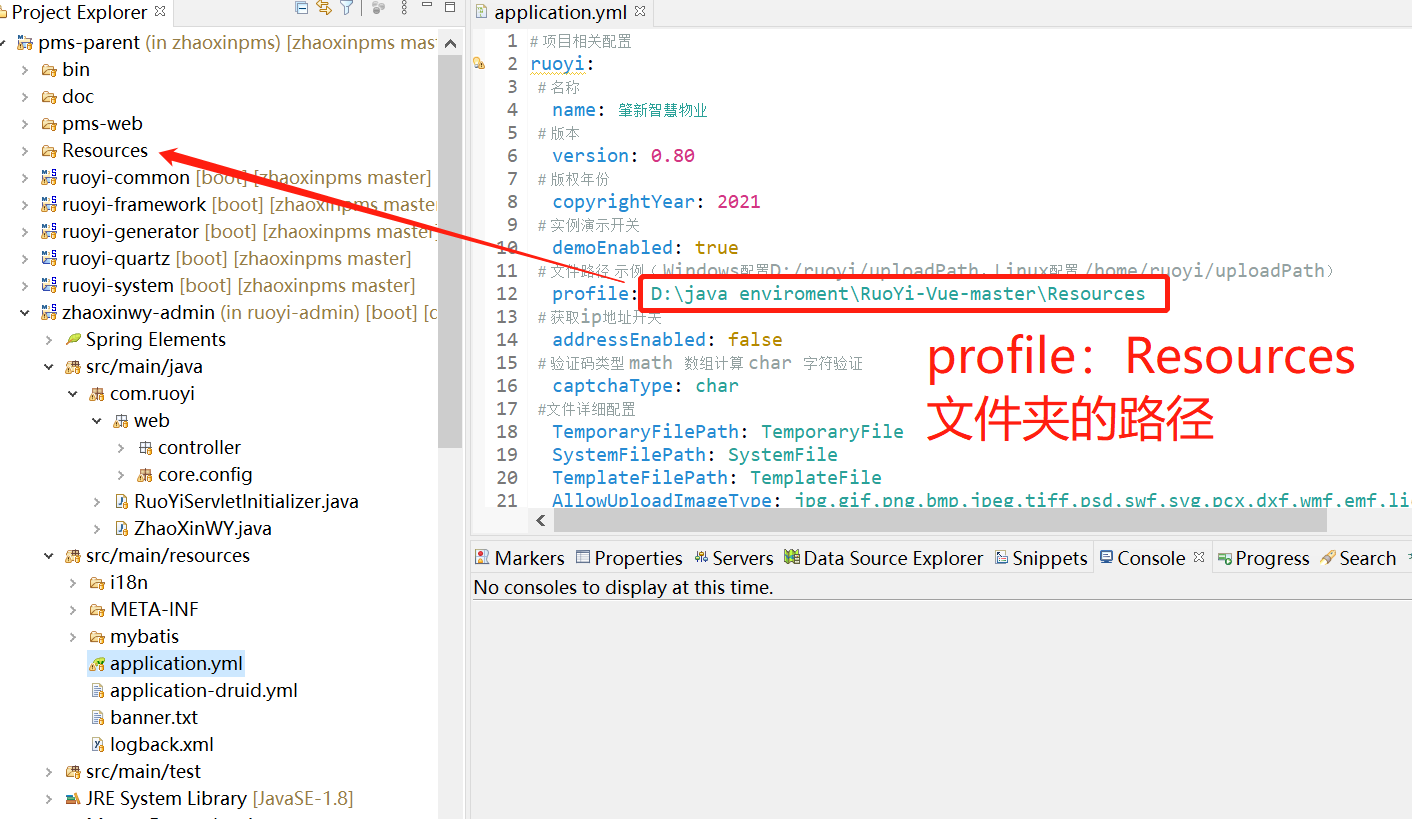 Project Explorer
pms-parent (in zhaoxinpms) [zhaoxinpms mas
bin
doc
pms-web
Resources
ruoyi-common [boot] [zhaoxinpms master]
ruoyi-framework [boot] [zhaoxinpms master
ruoyi-generator [boot] [zhaoxinpms master]
ruoyi-quartz [boot] [zhaoxinpms master]
ruoyi-system [boot] [zhaoxinpms master]
zhaoxinwy-admin (in ruoyi-admin) [boot] [z
Spring Elements
src/main/java
com.ruoyi
web
controller
core.config
RuoYiServletInitializer.java
ZhaoXinWY.java
src/main/resources
i18n
META-INF
mybatis
application.yml
application-druid.yml
banner.txt
logback.xml
src/main/test
JRE System Library [JavaSE-1.8]
application.yml
1 # 项目相关配置
2 ruoyi:
3 # 名称
4 name: 肇新智慧物业
5 # 版本
6 version: 0.80
7 # 版权年份
8 copyrightYear: 2021
9 # 实例演示开关
10 demoEnabled: true
11 # 文件路径 示例（ Windows配置D:/ruoyi/uploadPath，Linux配置 /home/ruoyi/uploadPath）
12 profile: D:\java enviroment\RuoYi-Vue-master\Resources
13 # 获取ip地址开关
14 addressEnabled: false
15 # 验证码类型 math 数组计算 char 字符验证
16 captchaType: char
17 #文件详细配置
18 TemporaryFilePath: TemporaryFile
19 SystemFilePath: SystemFile
20 TemplateFilePath: TemplateFile
21 AllowUploadImageType: jpg,gif,png,bmp,jpeg,tiff,psd,swf,svg,pcx,dxf,wmf,emf,li
profile：Resources
文件夹的路径
Markers Properties Servers Data Source Explorer Snippets Console Progress Search
No consoles to display at this time.